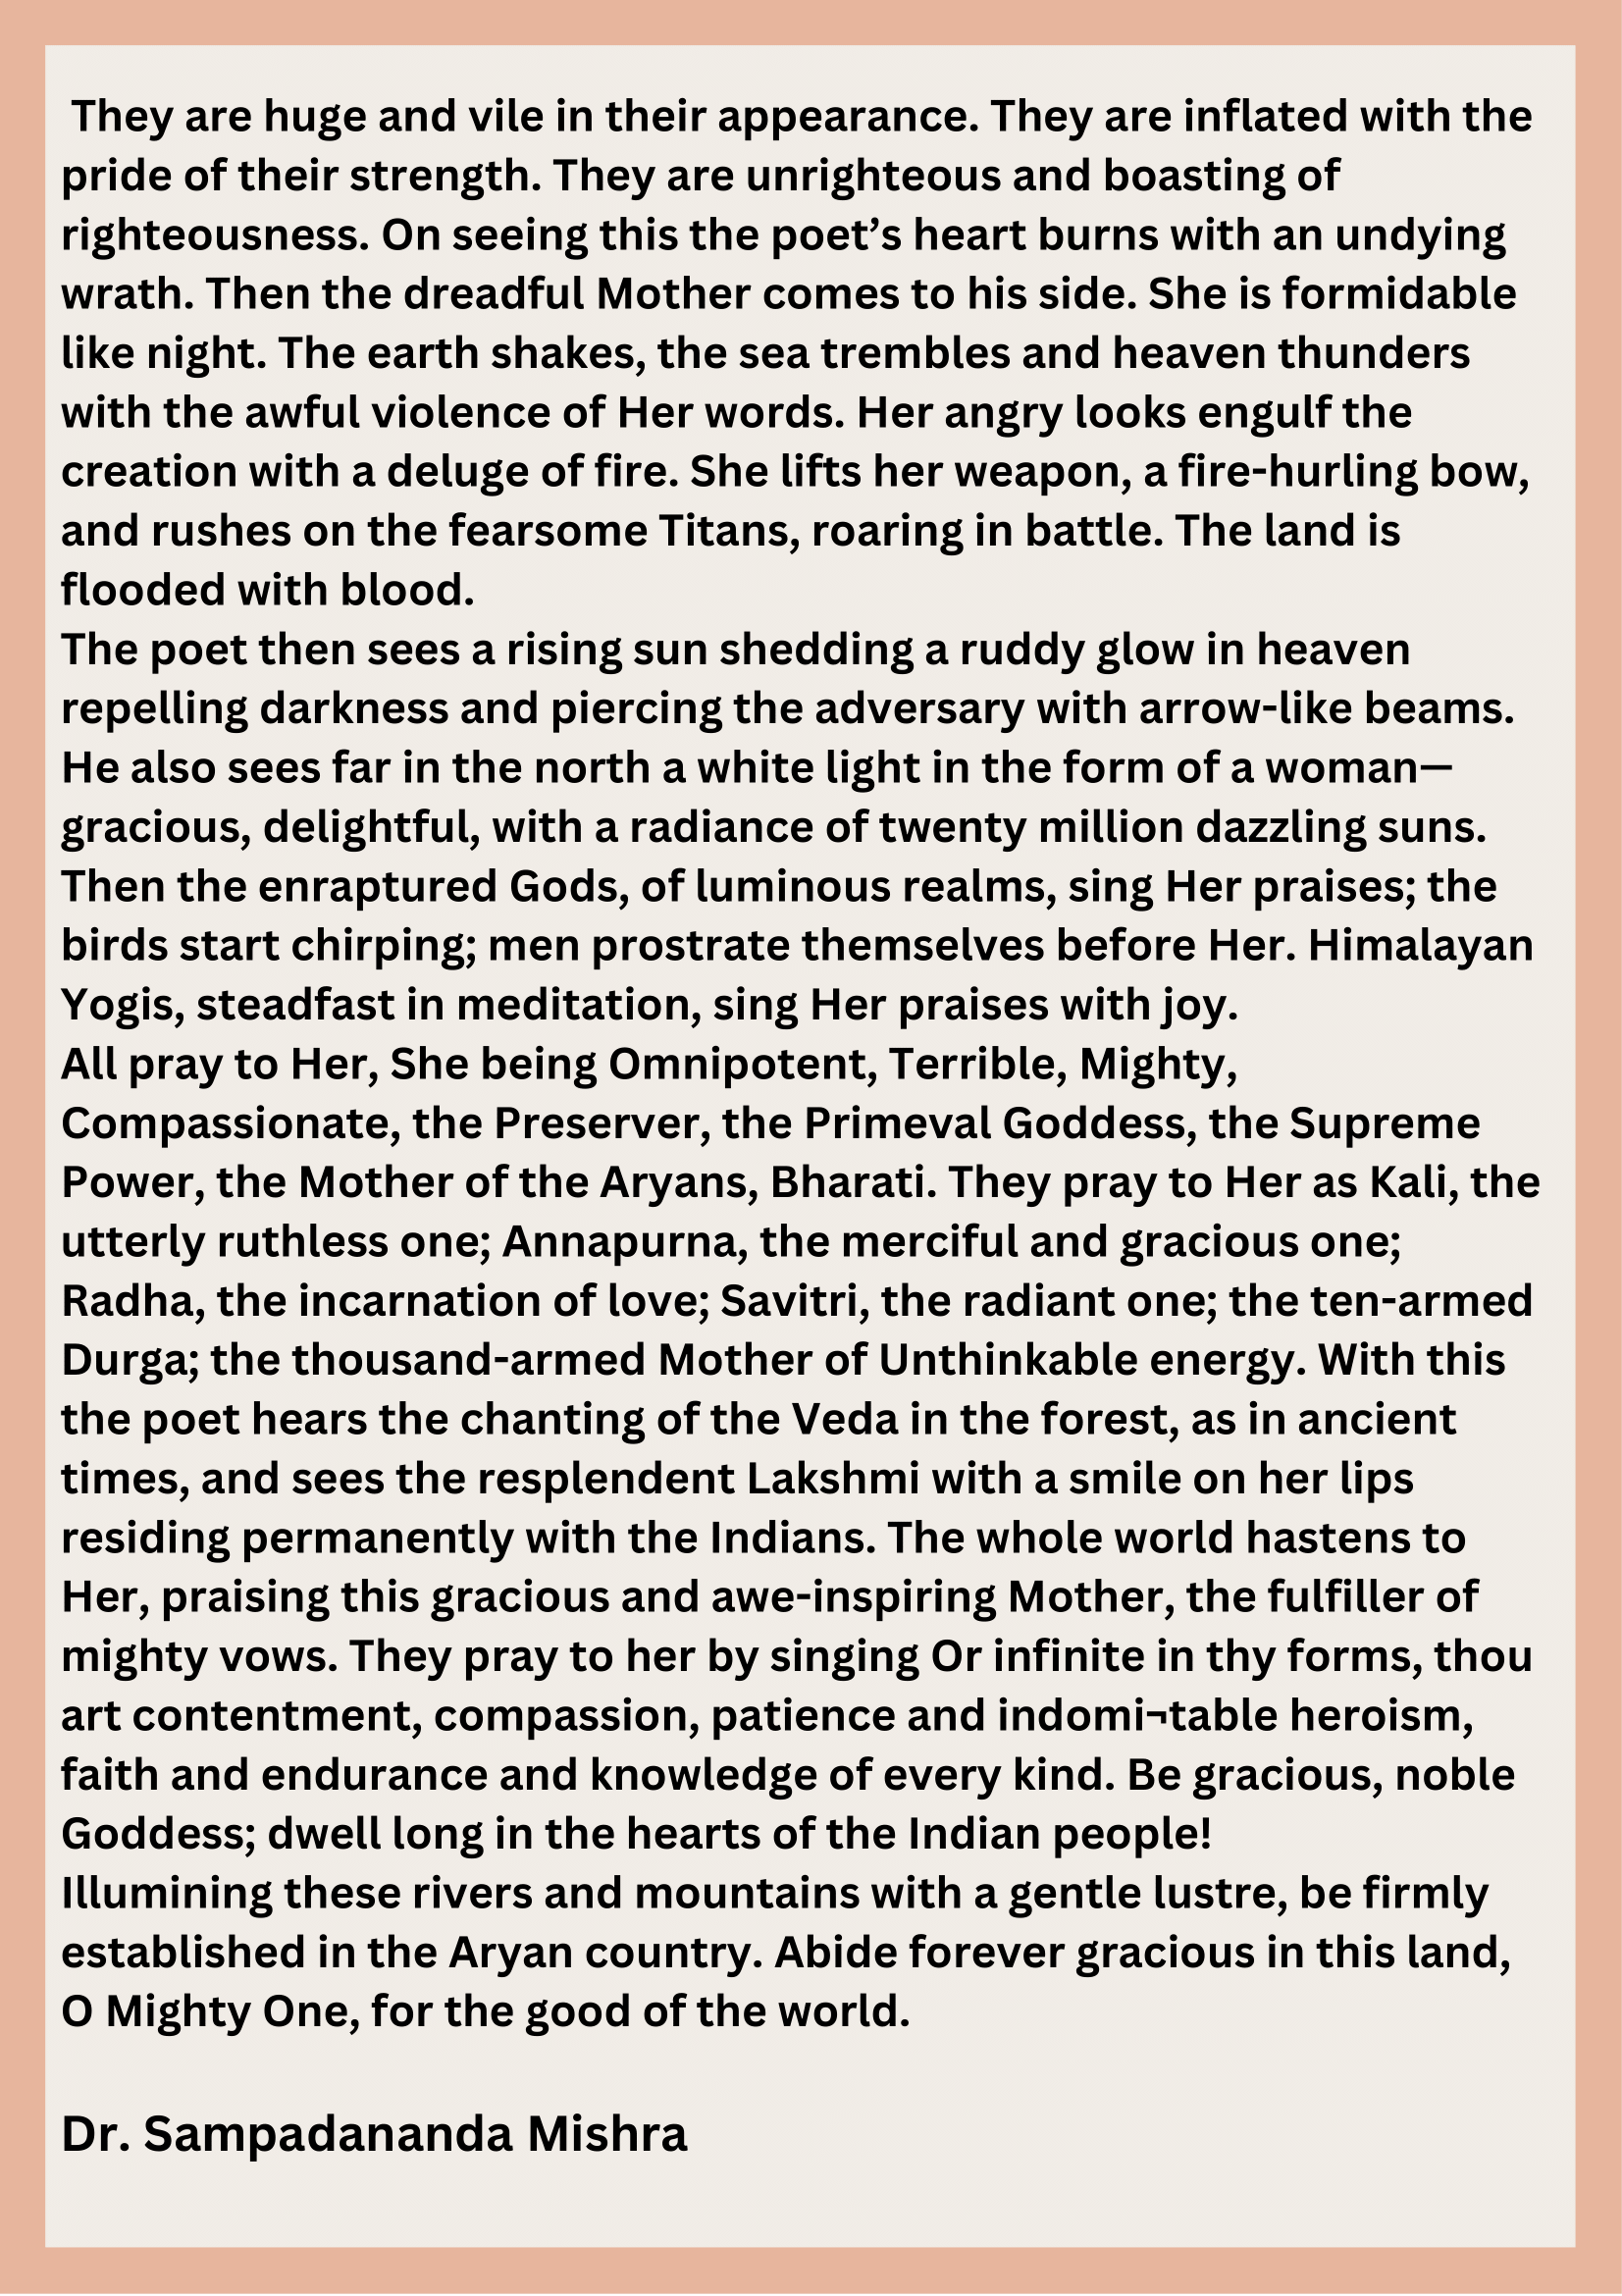 They are huge and vile in their appearance. They are inflated with the
pride of their strength. They are unrighteous and boasting of
righteousness. On seeing this the poet’s heart burns with an undying
wrath. Then the dreadful Mother comes to his side. She is formidable
like night. The earth shakes, the sea trembles and heaven thunders
with the awful violence of Her words. Her angry looks engulf the
creation with a deluge of fire. She lifts her weapon, a fire-hurling bow,
and rushes on the fearsome Titans, roaring in battle. The land is
flooded with blood.
The poet then sees a rising sun shedding a ruddy glow in heaven
repelling darkness and piercing the adversary with arrow-like beams.
He also sees far in the north a white light in the form of a woman—
gracious, delightful, with a radiance of twenty million dazzling suns.
Then the enraptured Gods, of luminous realms, sing Her praises; the
birds start chirping; men prostrate themselves before Her. Himalayan
Yogis, steadfast in meditation, sing Her praises with joy.
All pray to Her, She being Omnipotent, Terrible, Mighty,
Compassionate, the Preserver, the Primeval Goddess, the Supreme
Power, the Mother of the Aryans, Bharati. They pray to Her as Kali, the
utterly ruthless one; Annapurna, the merciful and gracious one;
Radha, the incarnation of love; Savitri, the radiant one; the ten-armed
Durga; the thousand-armed Mother of Unthinkable energy. With this
the poet hears the chanting of the Veda in the forest, as in ancient
times, and sees the resplendent Lakshmi with a smile on her lips
residing permanently with the Indians. The whole world hastens to
Her, praising this gracious and awe-inspiring Mother, the fulfiller of
mighty vows. They pray to her by singing Or infinite in thy forms, thou
art contentment, compassion, patience and indomi¬table heroism,
faith and endurance and knowledge of every kind. Be gracious, noble
Goddess; dwell long in the hearts of the Indian people!
Illumining these rivers and mountains with a gentle lustre, be firmly
established in the Aryan country. Abide forever gracious in this land,
O Mighty One, for the good of the world.
Dr. Sampadananda Mishra